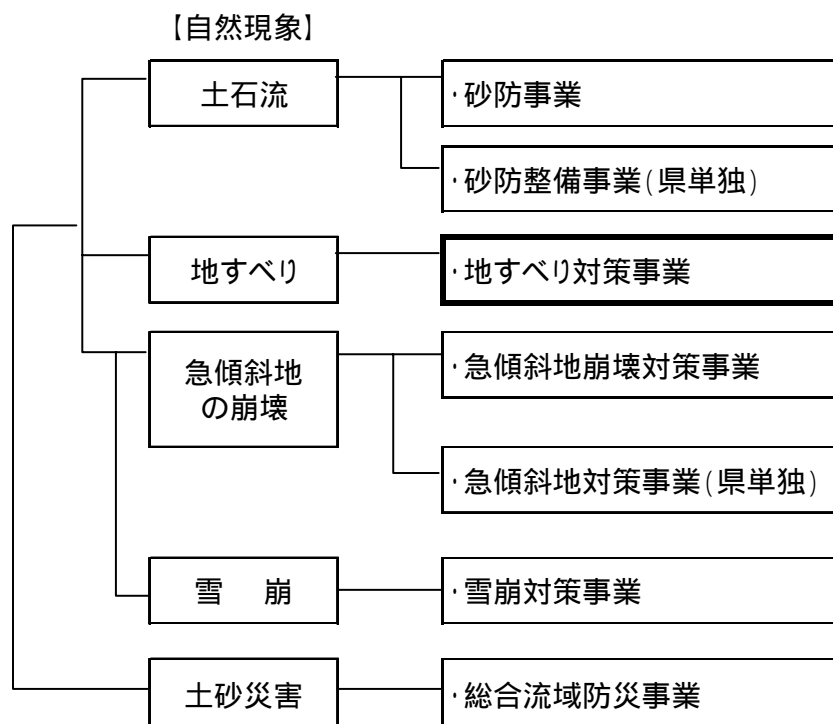 【自然現象】
土石流
・砂防事業
・砂防整備事業(県単独)
地すべり
・地すべり対策事業
急傾斜地
の崩壊
・急傾斜地崩壊対策事業
・急傾斜地対策事業(県単独)
雪 崩
・雪崩対策事業
土砂災害
・総合流域防災事業